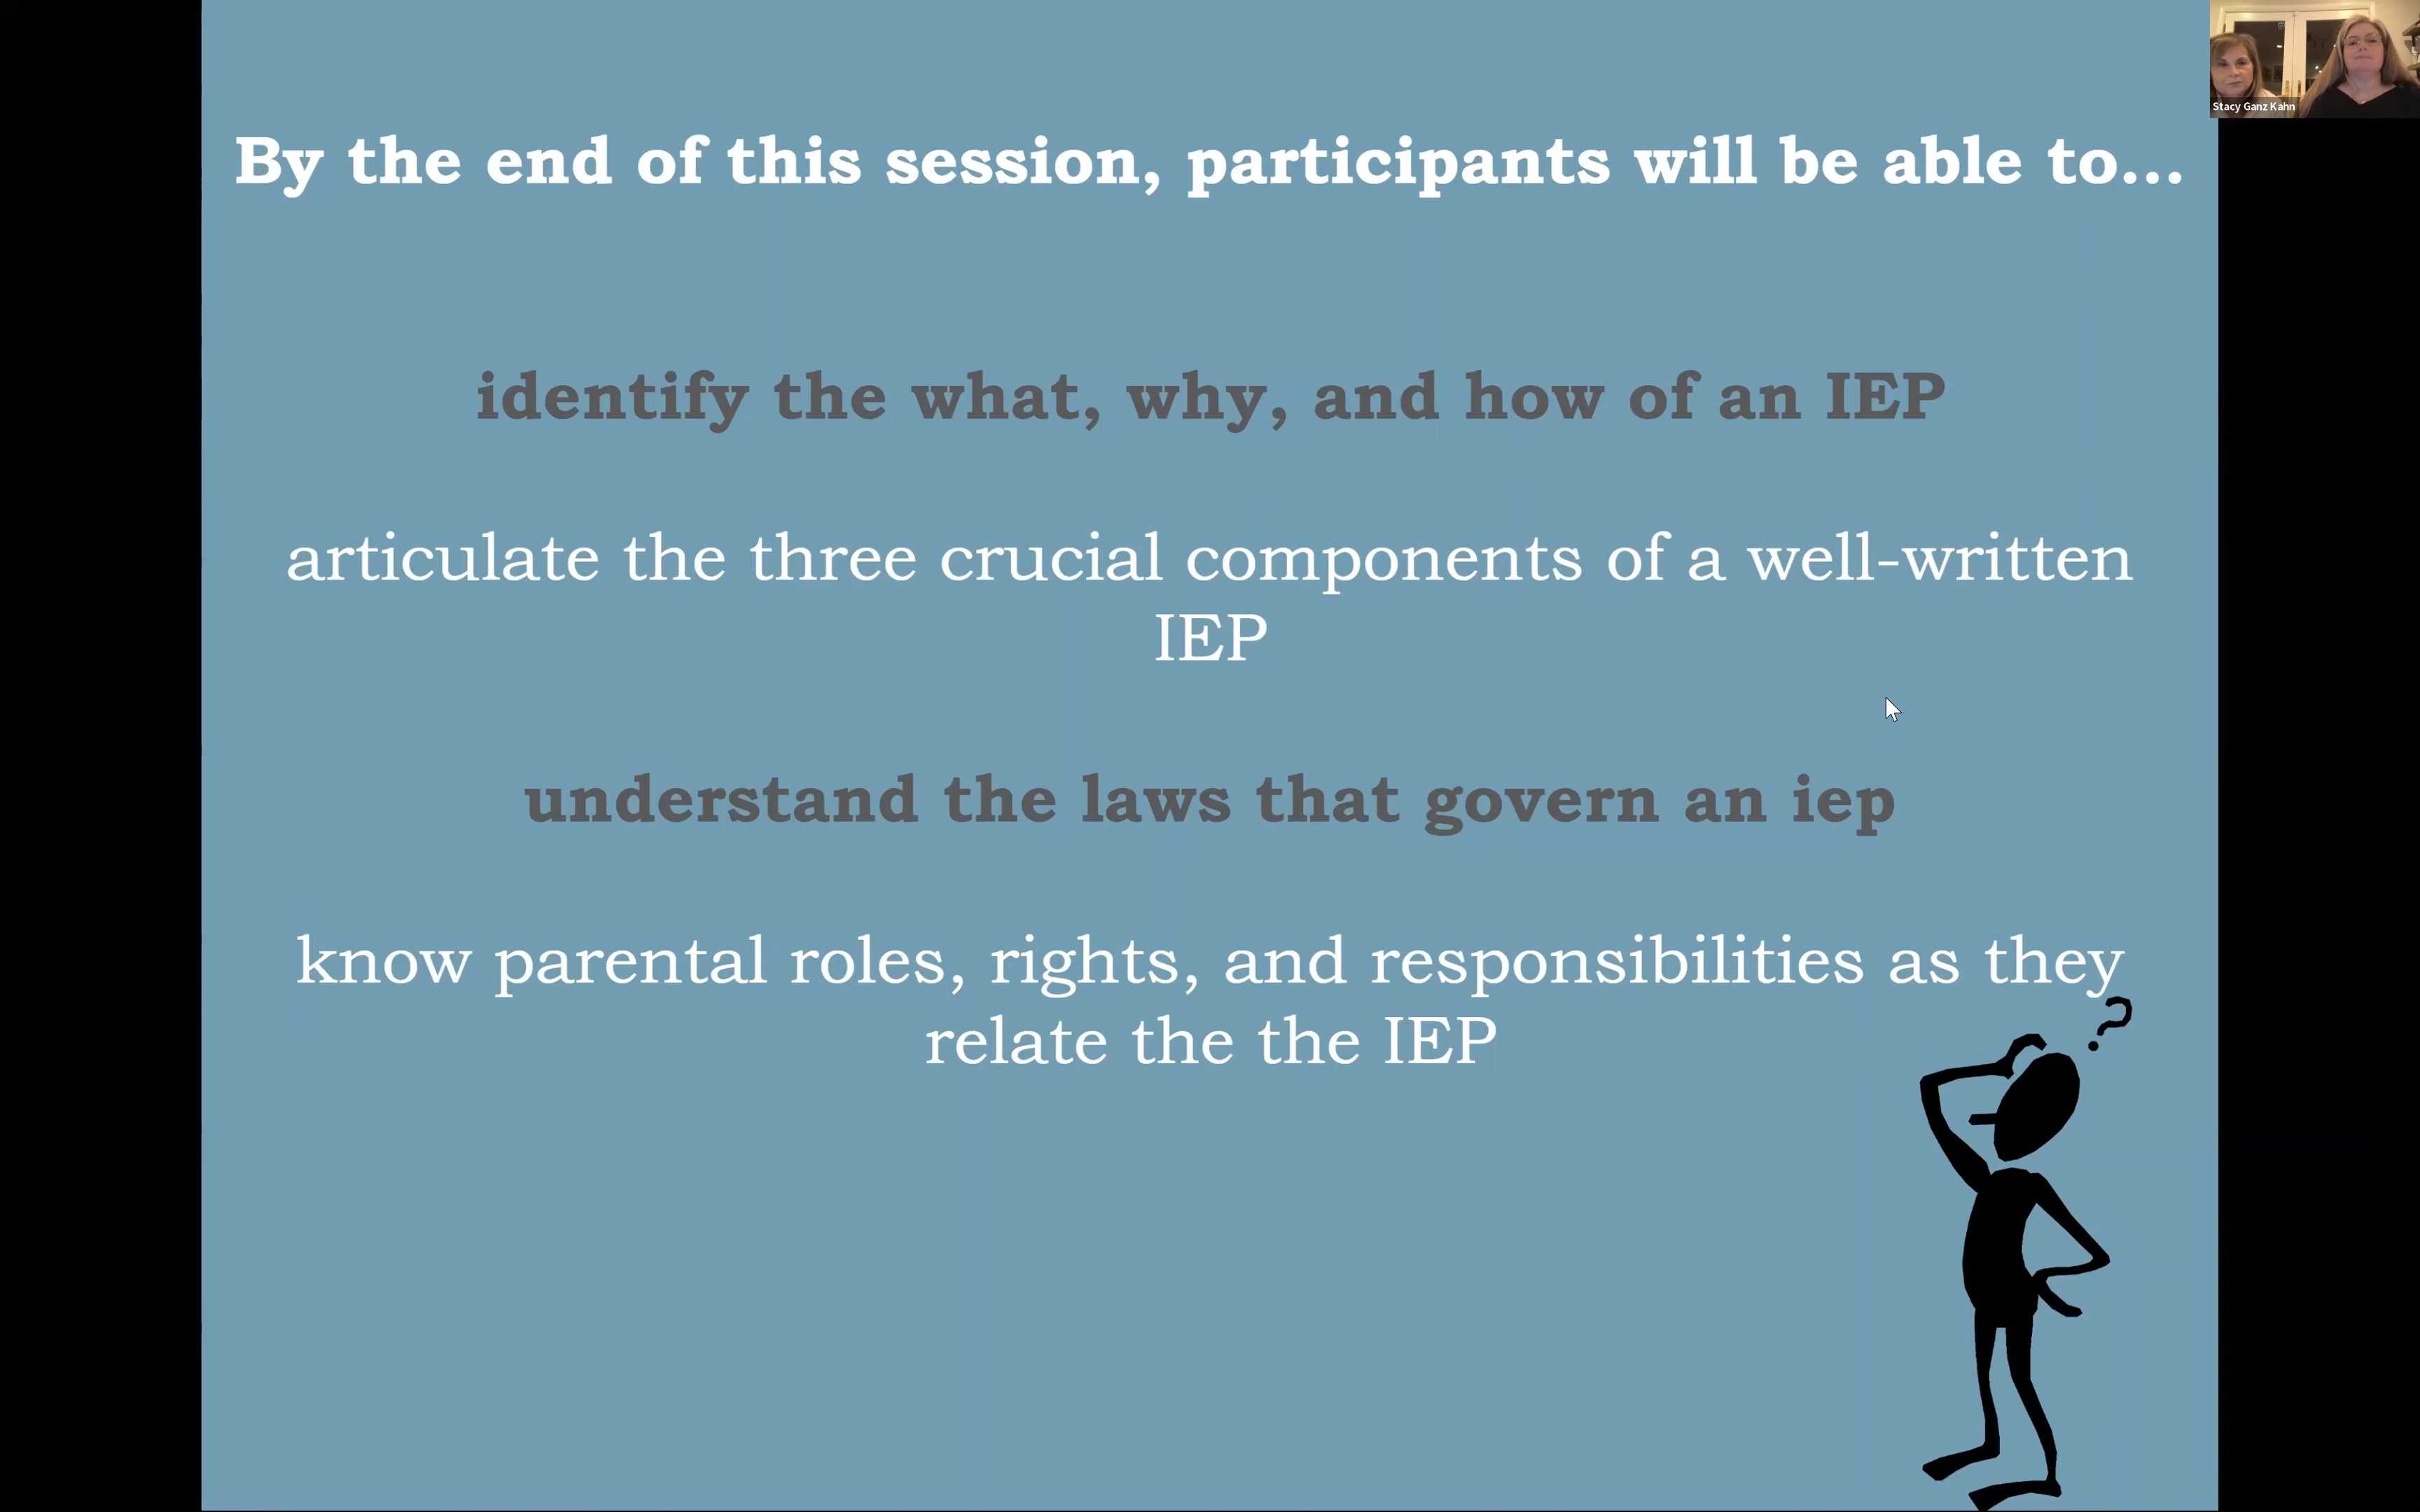 Stacy Ganz Kahn
By the end of this session, participants will be able to...
identify the what, why, and how of an IEP
articulate the three crucial components of a well-written
IEP
understand the laws that govern an iep
know parental roles, rights, and responsibilities as they
relate the the IEP
?